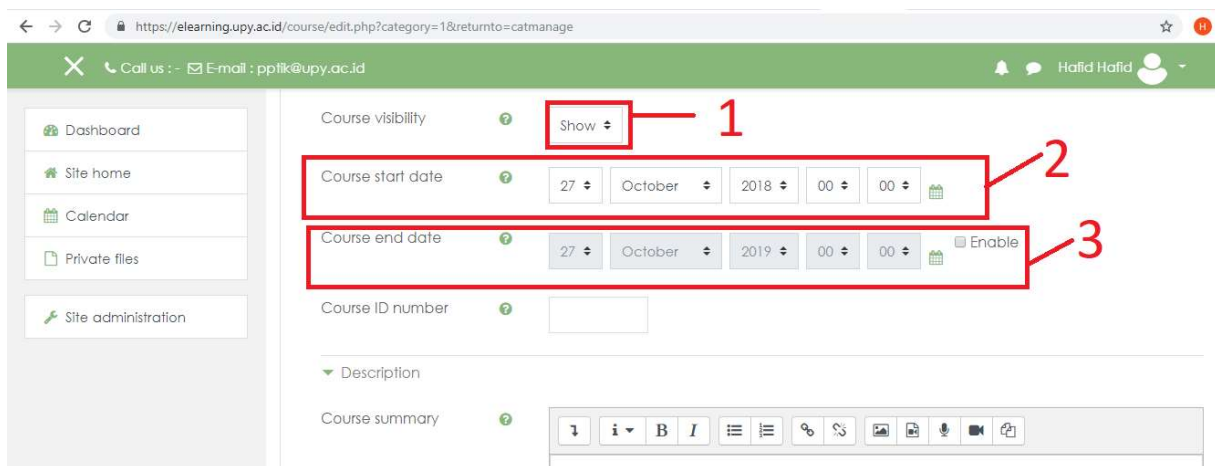 https://elearning.upy.ac.id/course/edit.php?category=1&returnto=catmanage
H
Call us : - E-mail : pptik@upy.ac.id
Hafid Hafid
Dashboard
Site home
Calendar
Private files
Site administration
Course visibility
Show
1
Course start date
27 October 2018 00 00
2
Course end date
27 October 2019 00 00
Enable
3
Course ID number
Description
Course summary
i B I